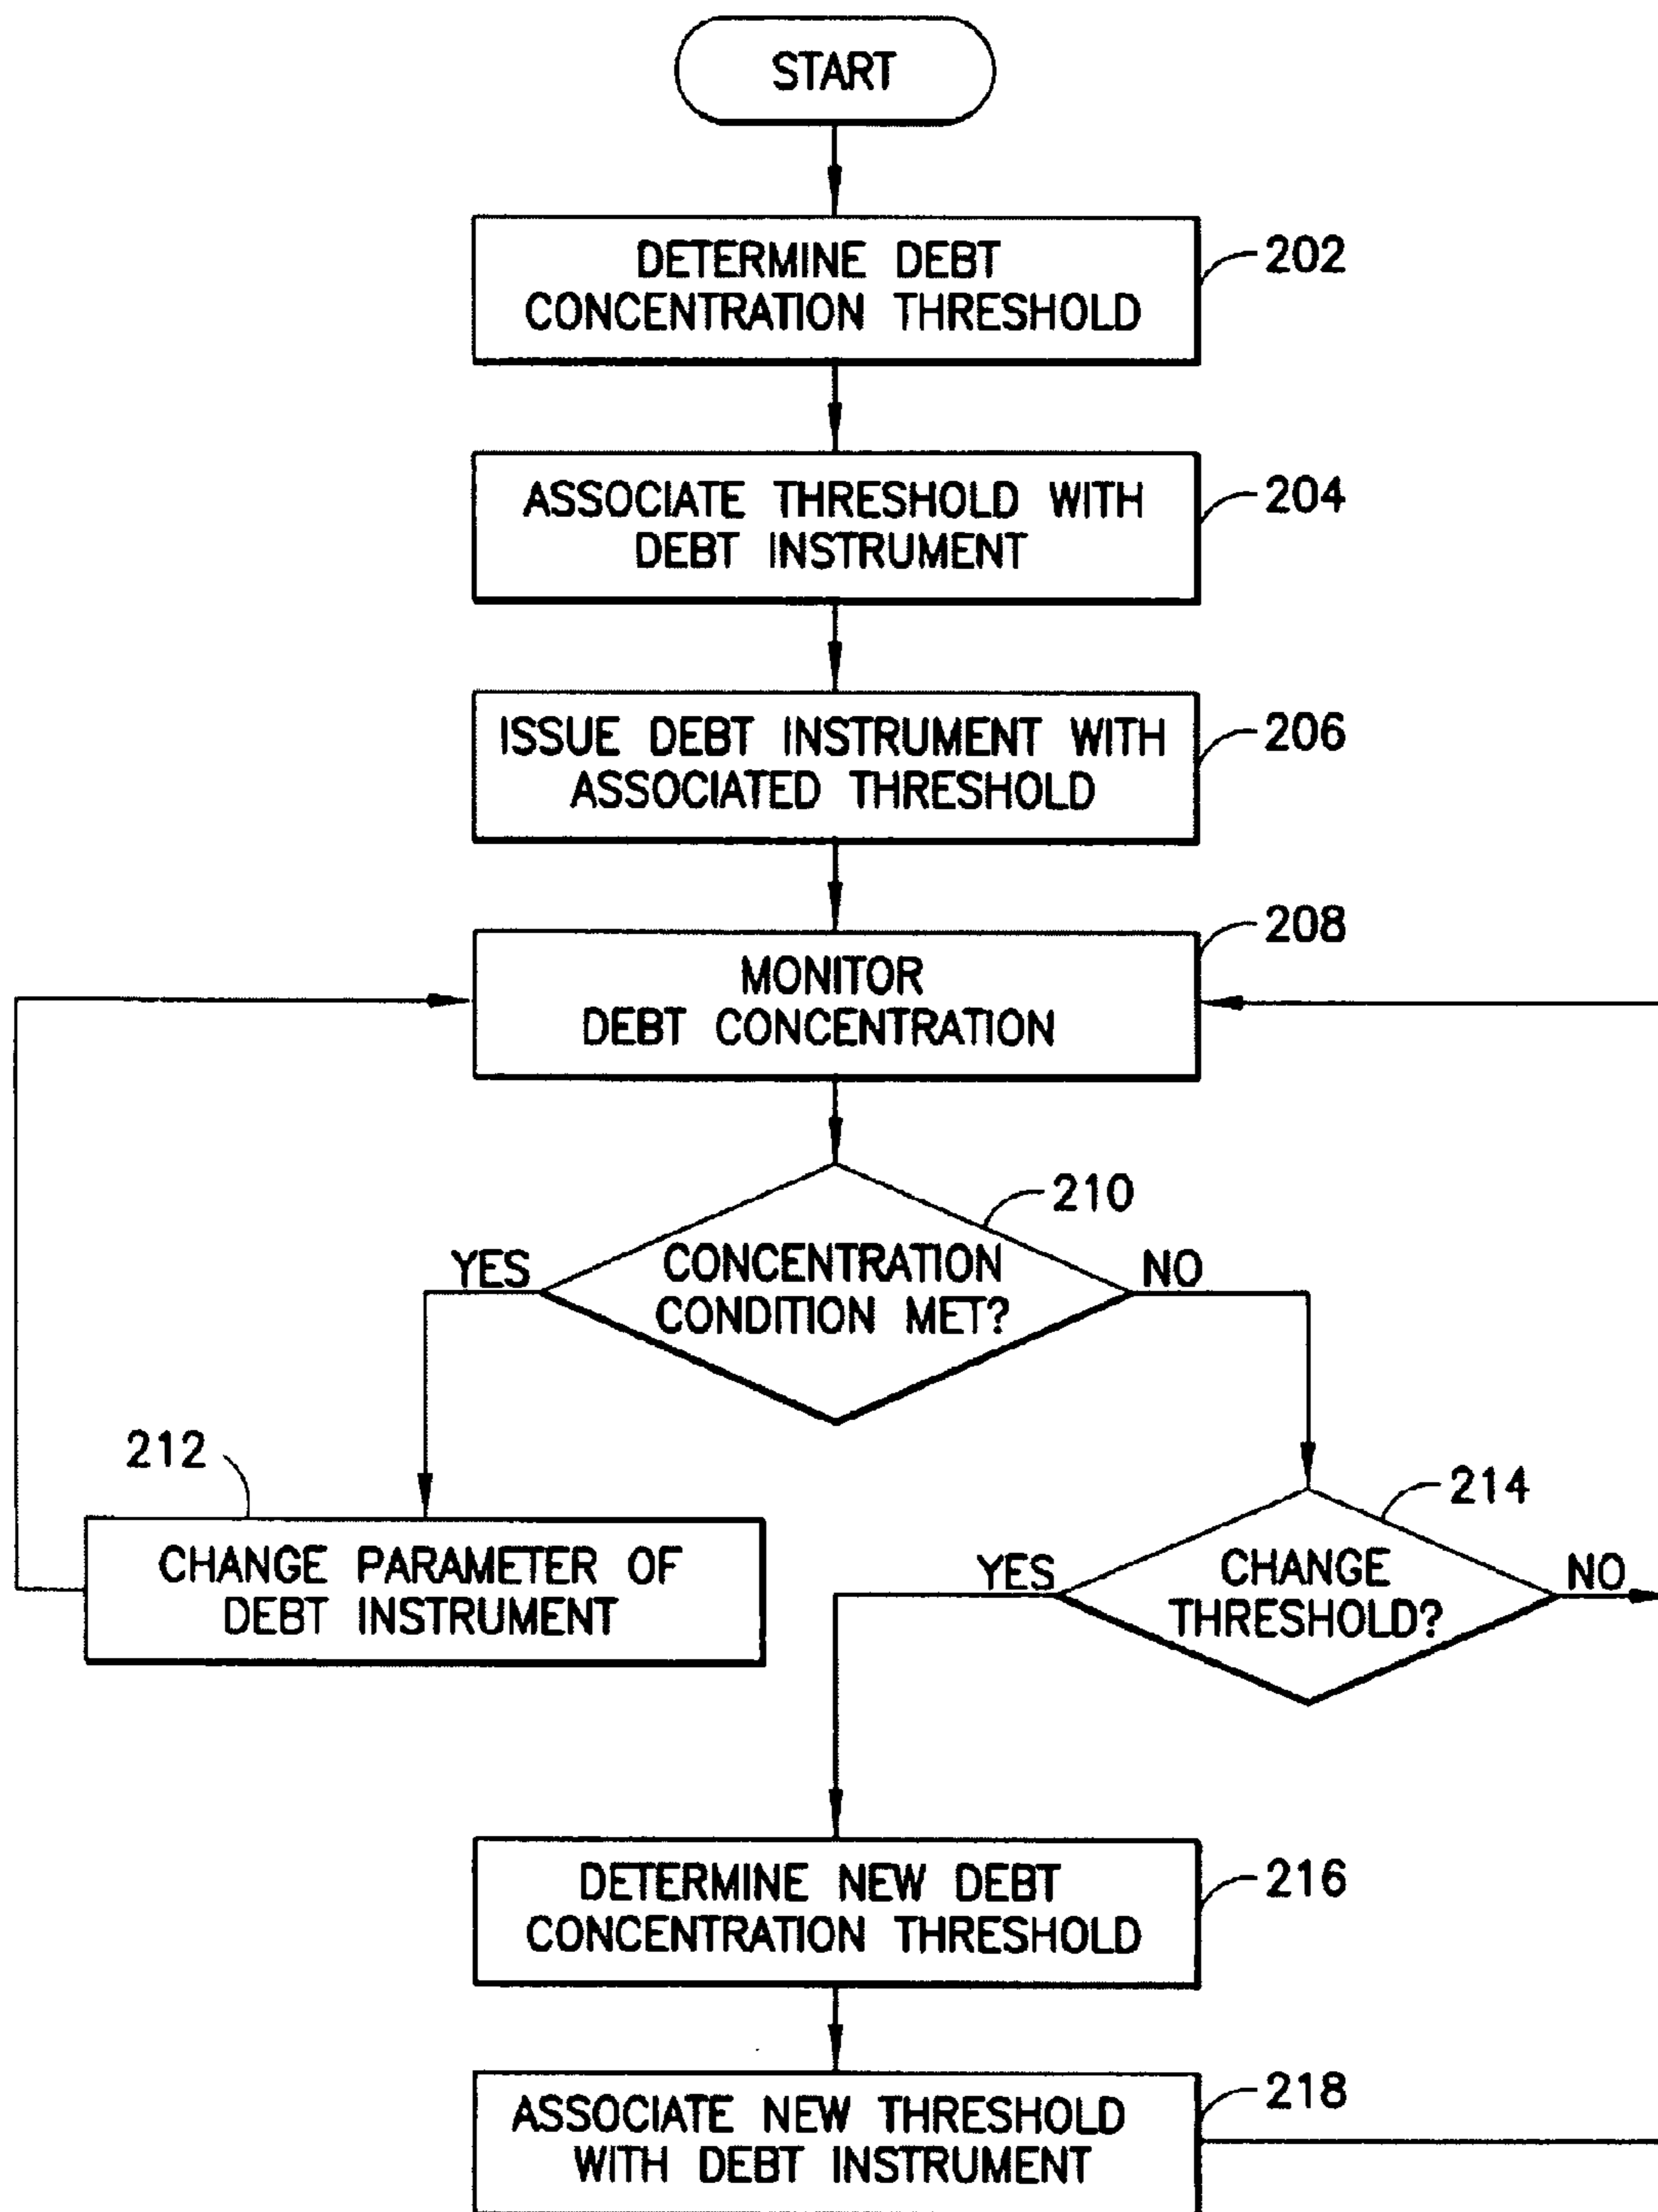 START
DETERMINE DEBT
CONCENTRATION THRESHOLD
202
ASSOCIATE THRESHOLD WITH
DEBT INSTRUMENT
204
ISSUE DEBT INSTRUMENT WITH
ASSOCIATED THRESHOLD
206
MONITOR
DEBT CONCENTRATION
208
210
YES
CONCENTRATION
CONDITION MET?
NO
212
CHANGE PARAMETER OF
DEBT INSTRUMENT
214
YES
CHANGE
THRESHOLD?
NO
DETERMINE NEW DEBT
CONCENTRATION THRESHOLD
216
ASSOCIATE NEW THRESHOLD
WITH DEBT INSTRUMENT
218